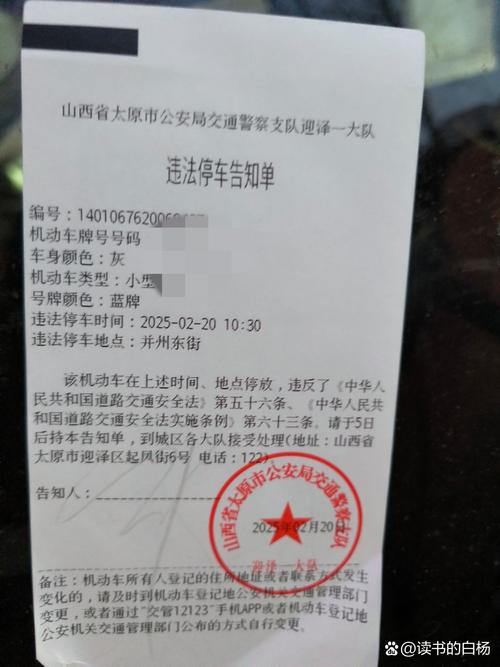 山西省太原市公安局交通警察支队迎泽一大队
违法停车告知单
编号：1401067620060
机动车牌号号码
车身颜色：灰
机动车类型：小型
号牌颜色：蓝牌
违法停车时间：2025-02-20 10:30
违法停车地点：并州东街
该机动车在上述时间、地点停放，违反了《中华人
民共和国道路交通安全法》第五十六条、《中华人民共和
国道路交通安全法实施条例》第六十三条。请于5日
后持本告知单，到城区各大队接受处理(地址：山西省
太原市迎泽区起风街6号 电话：122)。
告知人：
山西省太原市公安局交通警察支队
2025年02月20日
迎泽一大队
备注：机动车所有人登记的住所地址或者联系方式发生
变化的，请及时到机动车登记地公安机关交通管理部门
变更，或者通过"交管12123"手机APP或者机动车登记地
公安机关交通管理部门公布的方式自行变更。
@读书的白杨